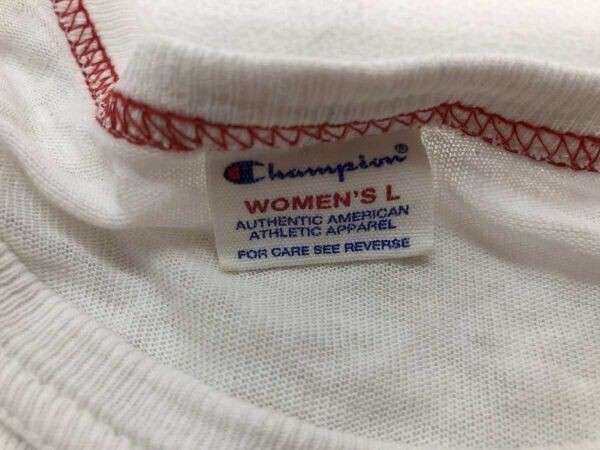 Champion®
WOMEN'S L
AUTHENTIC AMERICAN
ATHLETIC APPAREL
FOR CARE SEE REVERSE